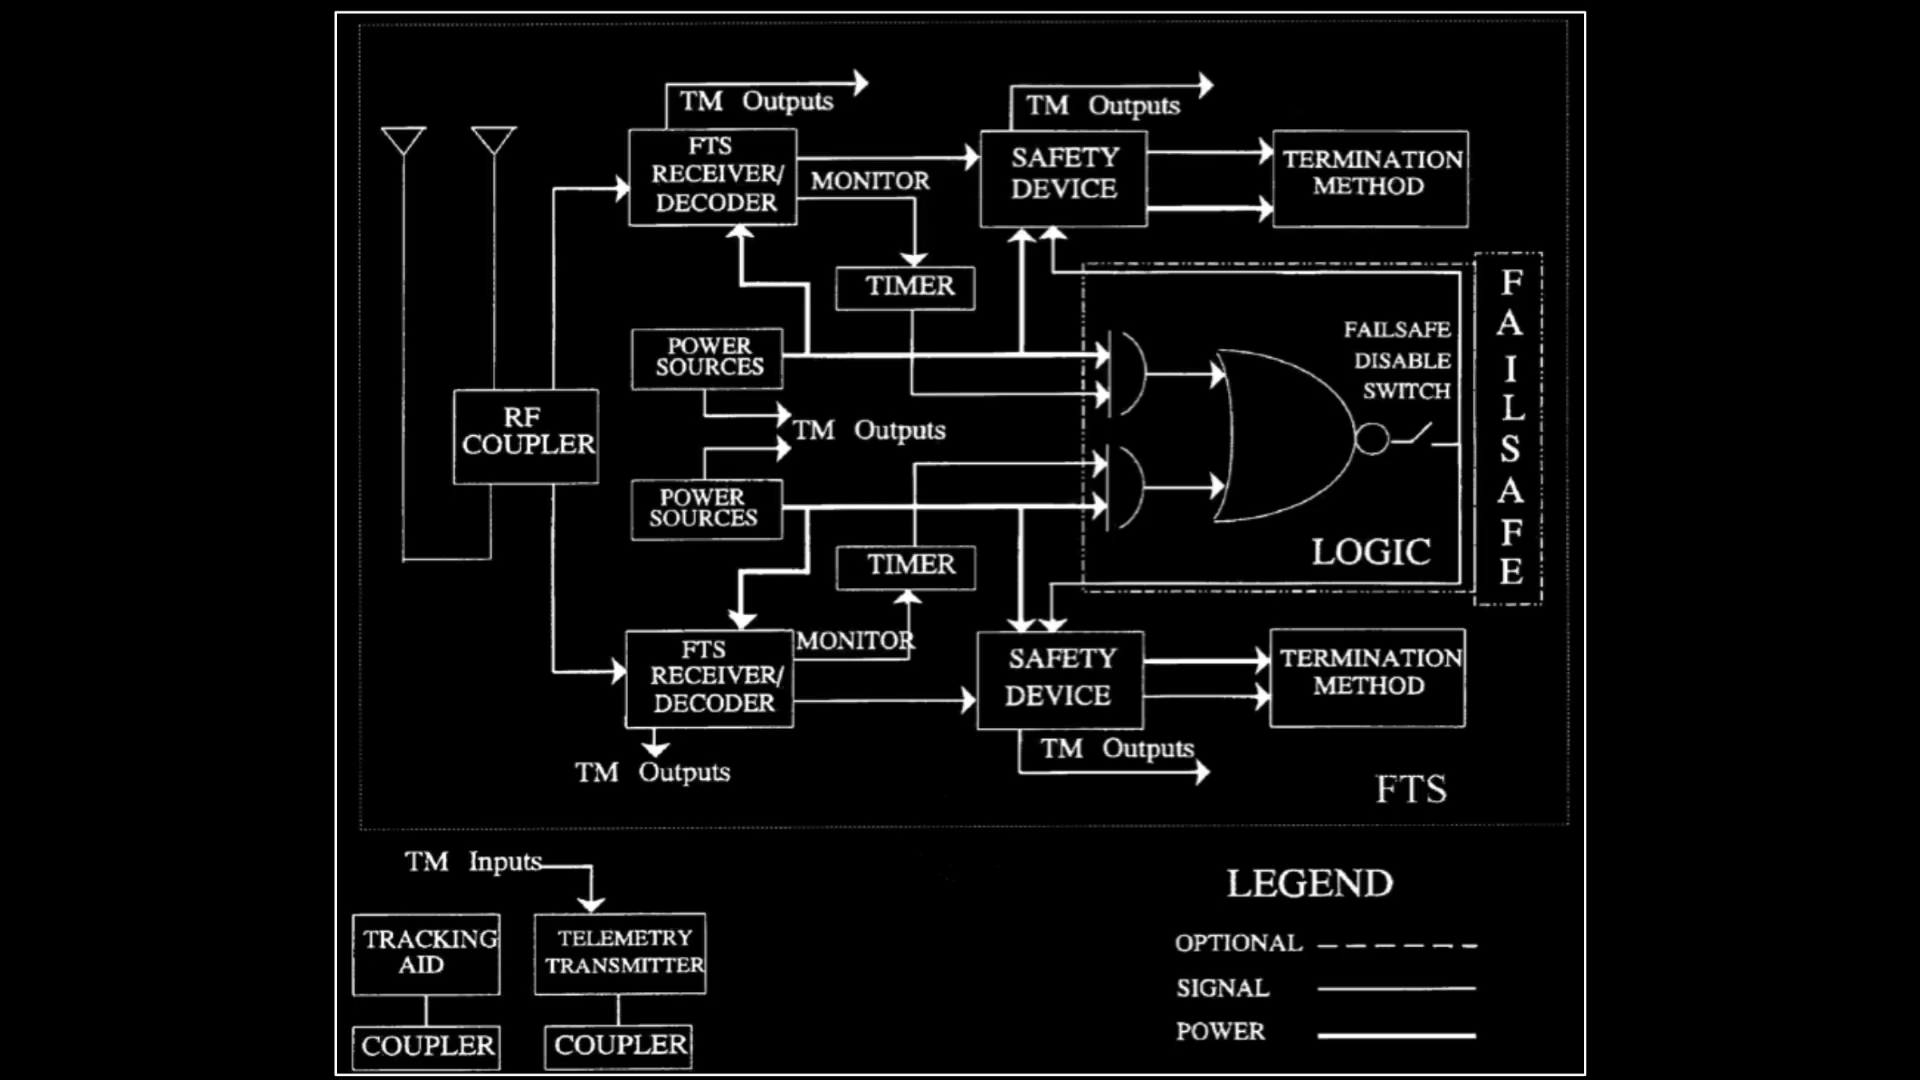 TM Outputs
TM Outputs
FTS
RECEIVER/
DECODER
MONITOR
SAFETY
DEVICE
TERMINATION
METHOD
TIMER
POWER
SOURCES
FAILSAFE
DISABLE
SWITCH
FAILSAFE
RF
COUPLER
TM Outputs
POWER
SOURCES
TIMER
LOGIC
FTS
RECEIVER/
DECODER
MONITOR
SAFETY
DEVICE
TERMINATION
METHOD
TM Outputs
TM Outputs
FTS
TM Inputs
TRACKING
AID
TELEMETRY
TRANSMITTER
COUPLER
COUPLER
LEGEND
OPTIONAL
SIGNAL
POWER